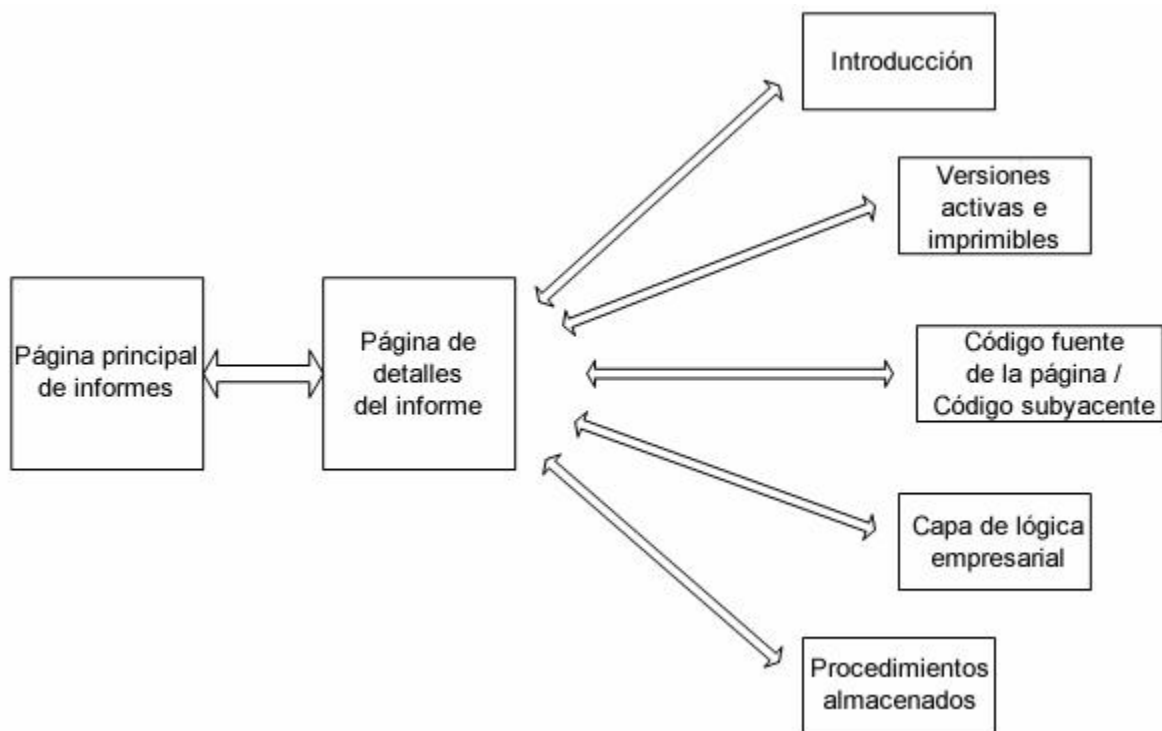 Introducción
Versiones
activas e
imprimibles
Página principal
de informes
Página de
detalles
del informe
Código fuente
de la página /
Código subyacente
Capa de lógica
empresarial
Procedimientos
almacenados